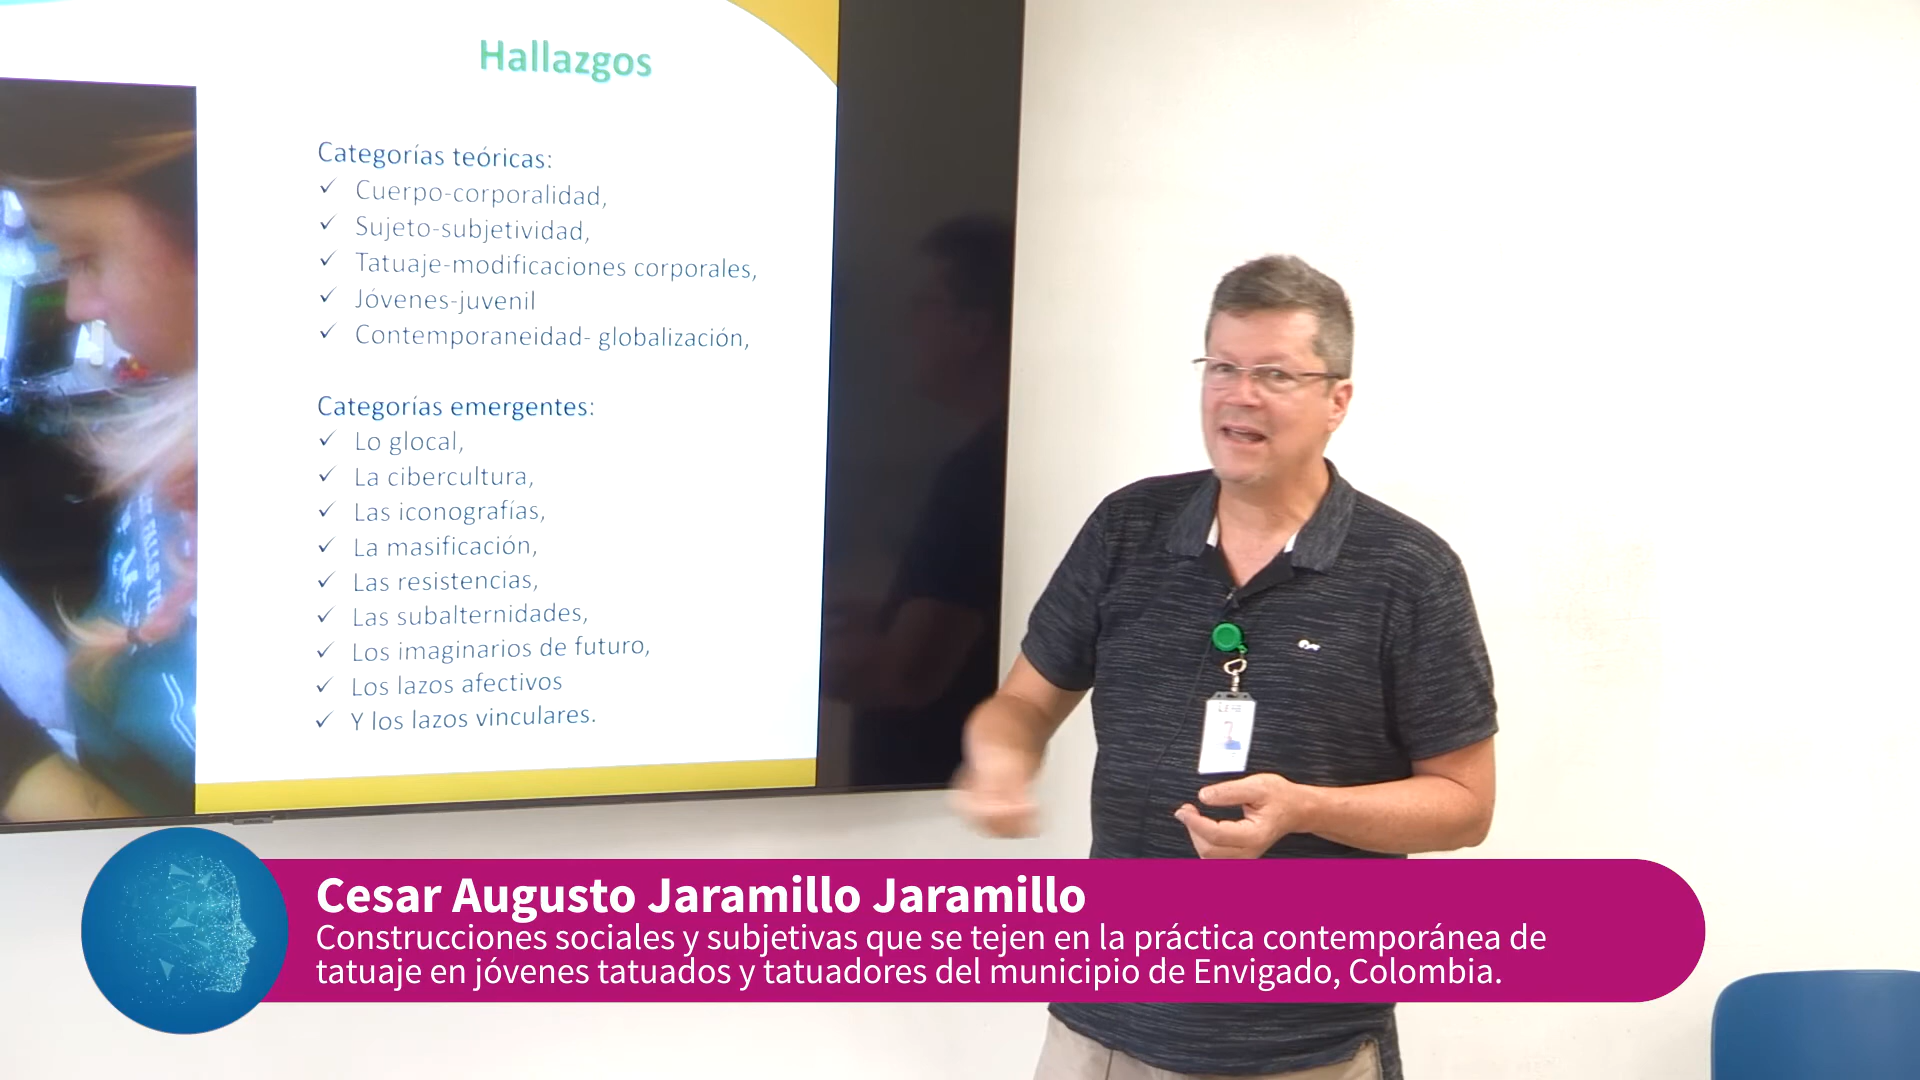 Hallazgos
Categorías teóricas:
✓ Cuerpo-corporalidad,
✓ Sujeto-subjetividad,
✓ Tatuaje-modificaciones corporales,
✓ Jóvenes-juvenil
✓ Contemporaneidad- globalización,
Categorías emergentes:
✓ Lo glocal,
✓ La cibercultura,
✓ Las iconografías,
✓ La masificación,
✓ Las resistencias,
✓ Las subalternidades,
✓ Los imaginarios de futuro,
✓ Los lazos afectivos
✓ Y los lazos vinculares.
FALLS TO
Cesar Augusto Jaramillo Jaramillo
Construcciones sociales y subjetivas que se tejen en la práctica contemporánea de
tatuaje en jóvenes tatuados y tatuadores del municipio de Envigado, Colombia.